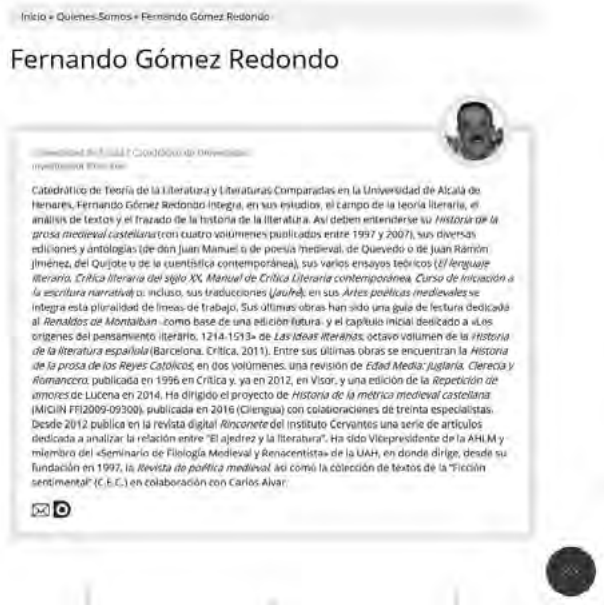 Inicio » Quienes Somos » Fernando Gómez Redondo
Fernando Gómez Redondo
Catedrático de Teoría de la Literatura y Literaturas Comparadas en la Universidad de Alcalá de
Henares, Fernando Gómez Redondo integra, en sus estudios, el campo de la teoría literaria, el
análisis de textos y el trazado de la historia de la literatura. Así deben entenderse su Historia de la
prosa medieval castellana (con cuatro volúmenes publicados entre 1997 y 2007), sus diversas
ediciones y antologías (de don Juan Manuel o de poesía medieval, de Quevedo o de Juan Ramón
Jiménez, del Quijote o de la cuentística contemporánea), sus varios ensayos teóricos (El lenguaje
literario, Crítica literaria del siglo XX, Manual de Crítica Literaria contemporánea, Curso de iniciación a
la escritura narrativa) o, incluso, sus traducciones (Jaufré); en sus Artes poéticas medievales se
integra esta pluralidad de líneas de trabajo. Sus últimas obras han sido una guía de lectura dedicada
al Renaldos de Montalbán -como base de una edición futura- y el capítulo inicial dedicado a «Los
orígenes del pensamiento literario, 1214-1513» de Las ideas literarias, octavo volumen de la Historia
de la literatura española (Barcelona, Crítica, 2011). Entre sus últimas obras se encuentran la Historia
de la prosa de los Reyes Católicos, en dos volúmenes, una revisión de Edad Media: juglaría, Clerecía y
Romancero, publicada en 1996 en Crítica y, ya en 2012, en Visor, y una edición de la Repetición de
amores de Lucena en 2014. Ha dirigido el proyecto de Historia de la métrica medieval castellana
(MICIIN FFI2009-09300), publicada en 2016 (Cilengua) con colaboraciones de treinta especialistas.
Desde 2012 publica en la revista digital Rinconete del Instituto Cervantes una serie de artículos
dedicada a analizar la relación entre "El ajedrez y la literatura". Ha sido Vicepresidente de la AHLM y
miembro del «Seminario de Filología Medieval y Renacentista» de la UAH, en donde dirige, desde su
fundación en 1997, la Revista de poética medieval, así como la colección de textos de la "Ficción
sentimental" (C.E.C.) en colaboración con Carlos Alvar.